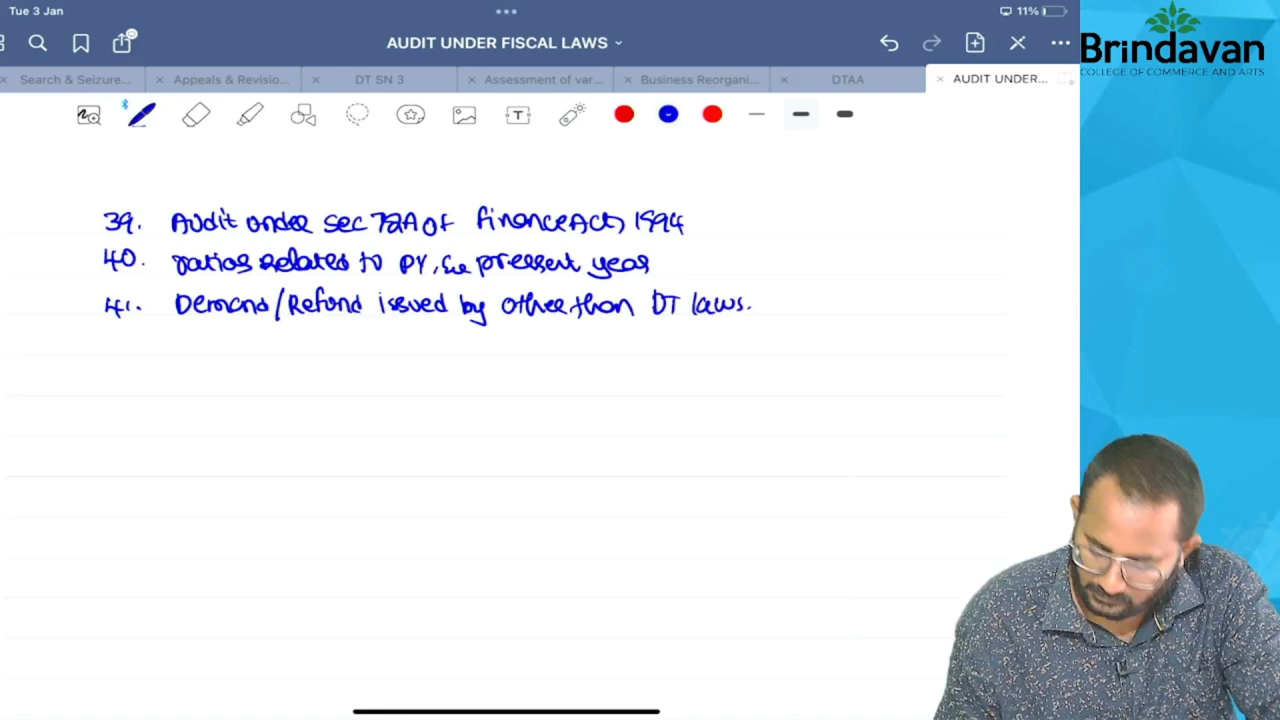 Tue 3 Jan
11%
AUDIT UNDER FISCAL LAWS
Brindavan
COLLEGE OF COMMERCE AND ARTS
Search & Seizure...
Appeals & Revisio...
DT SN 3
Assessment of var...
Business Reorgani...
DTAA
AUDIT UNDER...
T
39. Audit under sec 72A of Finance Act, 1994
40. ratios related to PY, present year
41. Demand/Refund issued by other than DT laws.